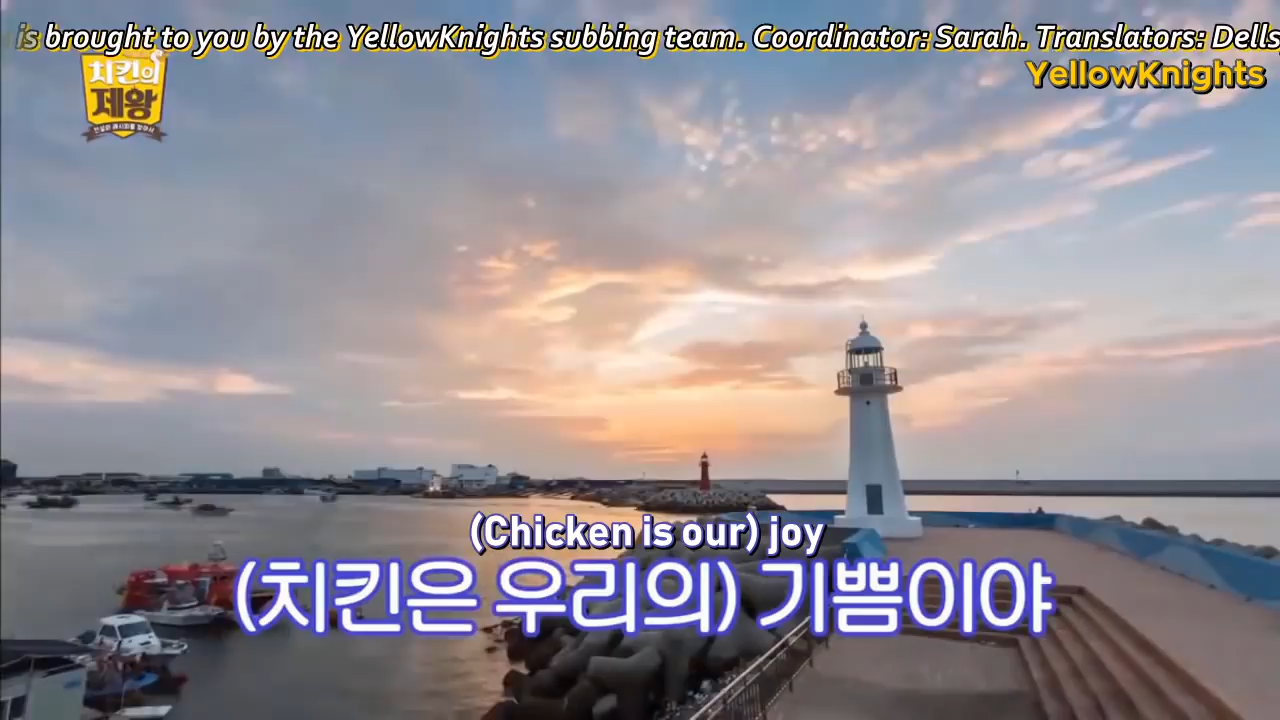 is brought to you by the YellowKnights subbing team. Coordinator: Sarah. Translators: Dells
YellowKnights
치킨의
제왕
(Chicken is our) joy
(치킨은 우리의) 기쁨이야